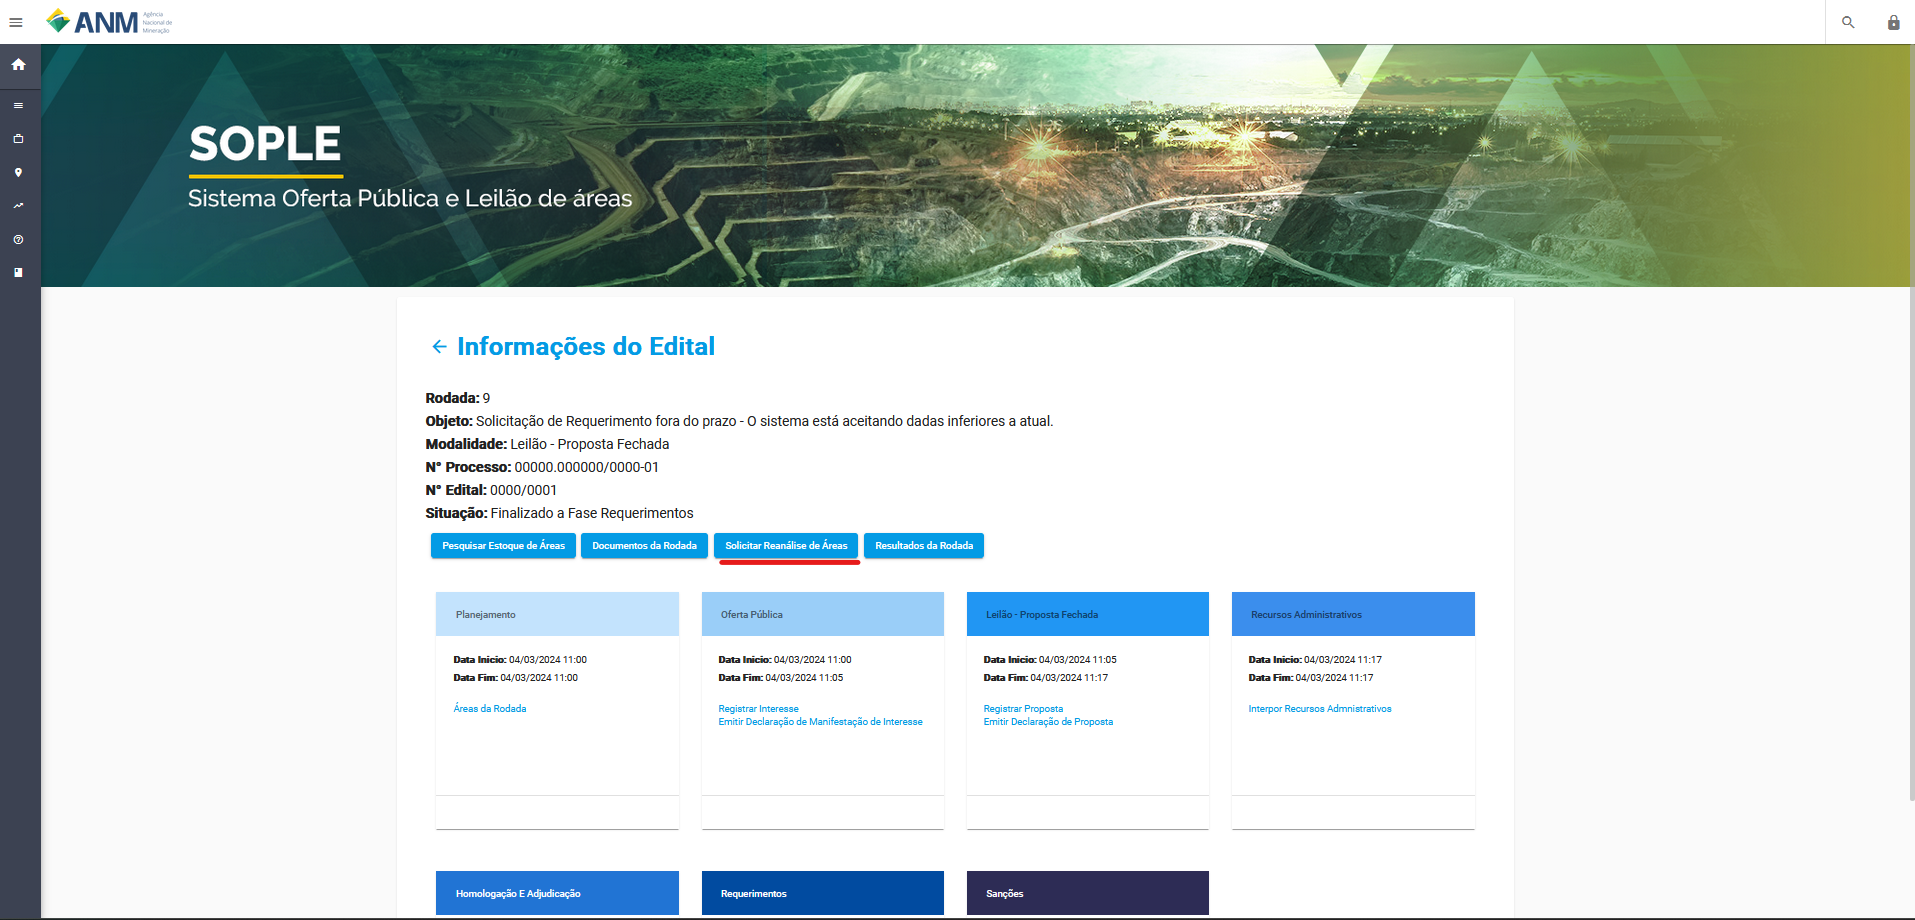 ANM
Agência
Nacional de
Mineração
SOPLE
Sistema Oferta Pública e Leilão de áreas
Informações do Edital
Rodada: 9
Objeto: Solicitação de Requerimento fora do prazo - O sistema está aceitando dadas inferiores a atual.
Modalidade: Leilão - Proposta Fechada
Nº Processo: 00000.000000/0000-01
Nº Edital: 0000/0001
Situação: Finalizado a Fase Requerimentos
Pesquisar Estoque de Áreas
Documentos da Rodada
Solicitar Reanálise de Áreas
Resultados da Rodada
Planejamento
Data Inicio: 04/03/2024 11:00
Data Fim: 04/03/2024 11:00
Áreas da Rodada
Oferta Pública
Data Inicio: 04/03/2024 11:00
Data Fim: 04/03/2024 11:05
Registrar Interesse
Emitir Declaração de Manifestação de Interesse
Leilão - Proposta Fechada
Data Inicio: 04/03/2024 11:05
Data Fim: 04/03/2024 11:17
Registrar Proposta
Emitir Declaração de Proposta
Recursos Administrativos
Data Inicio: 04/03/2024 11:17
Data Fim: 04/03/2024 11:17
Interpor Recursos Admnistrativos
Homologação E Adjudicação
Requerimentos
Sanções